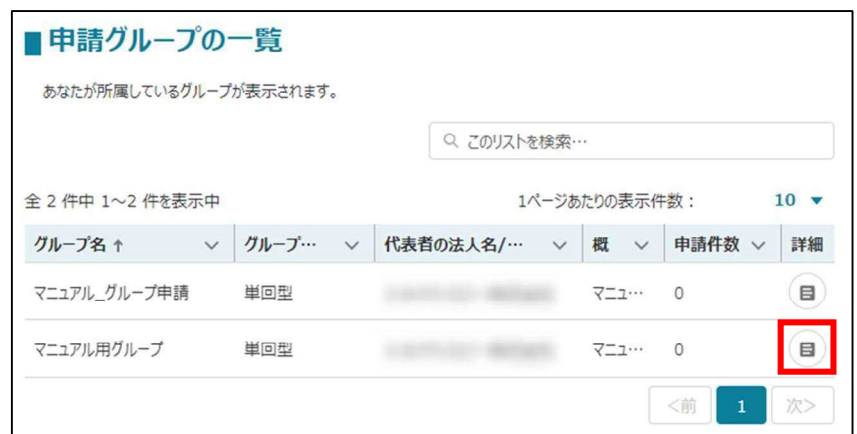 ■申請グループの一覧
あなたが所属しているグループが表示されます。
このリストを検索…
全 2 件中 1～2 件を表示中 1ページあたりの表示件数： 10 ▼
グループ名↑ グループ… 代表者の法人名/… 概 申請件数 詳細
マニュアル_グループ申請 単回型 マニュ… 0
マニュアル用グループ 単回型 マニュ… 0
<前 1 次>